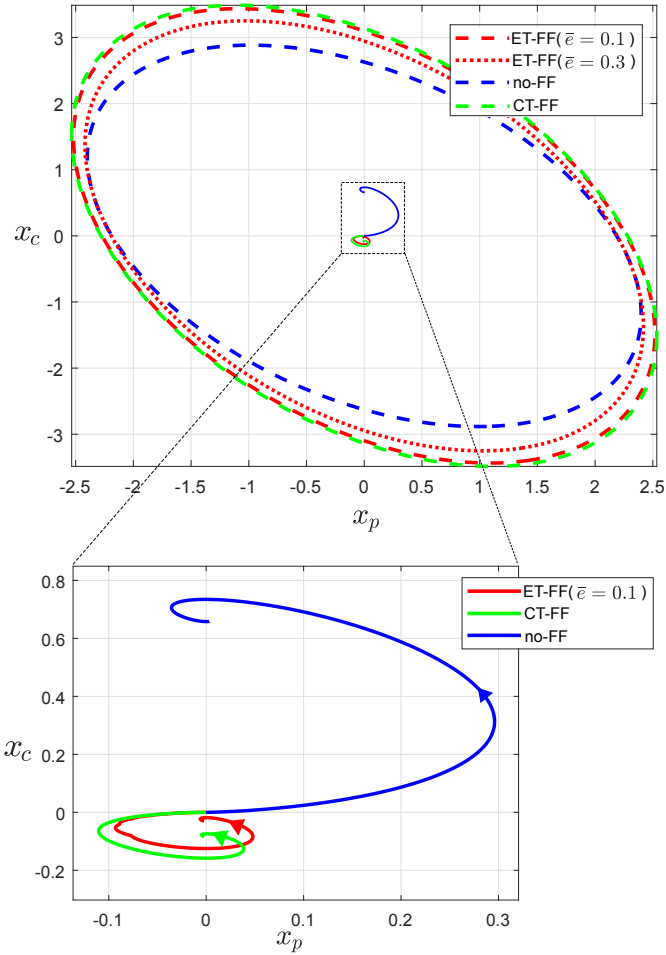 3
2
1
0
-1
-2
-3
x_c
-2.5 -2 -1.5 -1 -0.5 0 0.5 1 1.5 2 2.5
x_p
ET-FF(ē = 0.1)
ET-FF(ē = 0.3)
no-FF
CT-FF
0.8
0.6
0.4
0.2
0
-0.2
x_c
-0.1 0 0.1 0.2 0.3
x_p
ET-FF(ē = 0.1)
CT-FF
no-FF